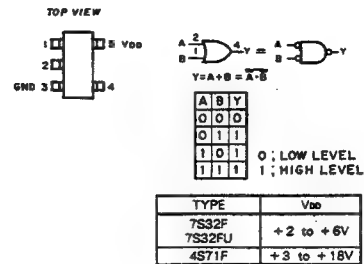 TOP VIEW
1 5 VDD
2
GND 3 4
A 2 4 Y = A Y
B 1 B
Y=A+B=A·B
A B Y
0 0 0
0 1 1
1 0 1
1 1 1
0 ; LOW LEVEL
1 ; HIGH LEVEL
TYPE VDD
7S32F
7S32FU
+2 to +6V
4S71F +3 to +18V